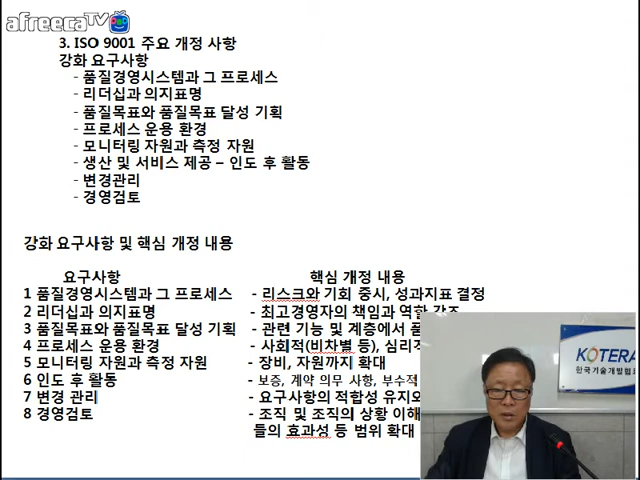 afreecaTV
3. ISO 9001 주요 개정 사항
강화 요구사항
- 품질경영시스템과 그 프로세스
- 리더십과 의지표명
- 품질목표와 품질목표 달성 기획
- 프로세스 운용 환경
- 모니터링 자원과 측정 자원
- 생산 및 서비스 제공 – 인도 후 활동
- 변경관리
- 경영검토
강화 요구사항 및 핵심 개정 내용
요구사항 핵심 개정 내용
1 품질경영시스템과 그 프로세스 - 리스크와 기회 중시, 성과지표 결정
2 리더십과 의지표명 - 최고경영자의 책임과 역할 강조
3 품질목표와 품질목표 달성 기획 - 관련 기능 및 계층에서
4 프로세스 운용 환경 - 사회적(비차별 등),
5 모니터링 자원과 측정 자원 - 장비, 자원까지 확대
6 인도 후 활동 - 보증, 계약 의무 사항, 부수적
7 변경 관리 - 요구사항의 적합성
8 경영검토 - 조직 및 조직의 상황 이해
들의 효과성 등 범위 확대
KOTERA
한국기술개발협회